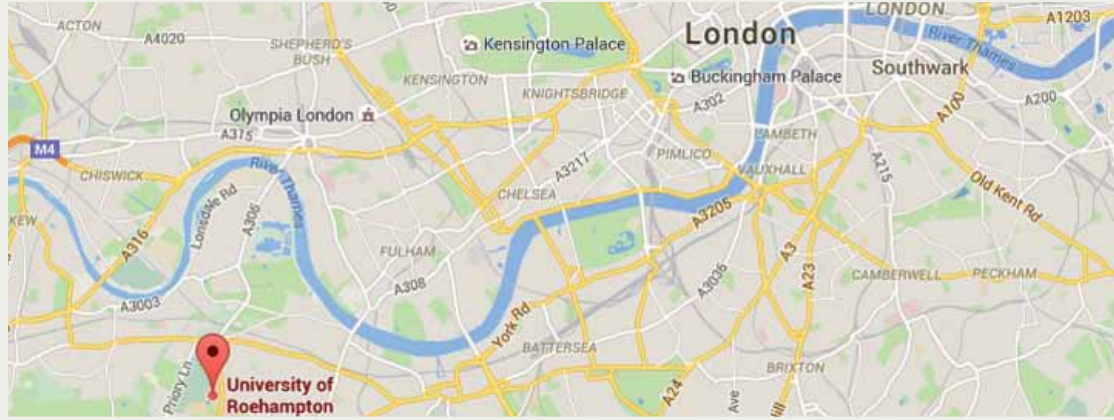 ACTON
A4020
SHEPHERD'S
BUSH
Kensington Palace
London
LONDON
A1203
River Thames
Southwark
KENSINGTON
KNIGHTSBRIDGE
Buckingham Palace
A302
A100
A200
Olympia London
A315
M4
CHISWICK
River Thames
LAMBETH
PIMLICO
VAUXHALL
A3217
A215
Old Kent Rd
CHELSEA
KEW
Lonsdale Rd
A306
A316
FULHAM
A3205
A3
A23
A308
A3036
CAMBERWELL
PECKHAM
A3003
York Rd
BATTERSEA
BRIXTON
Priory Ln
University of
Roehampton
A24
Ave